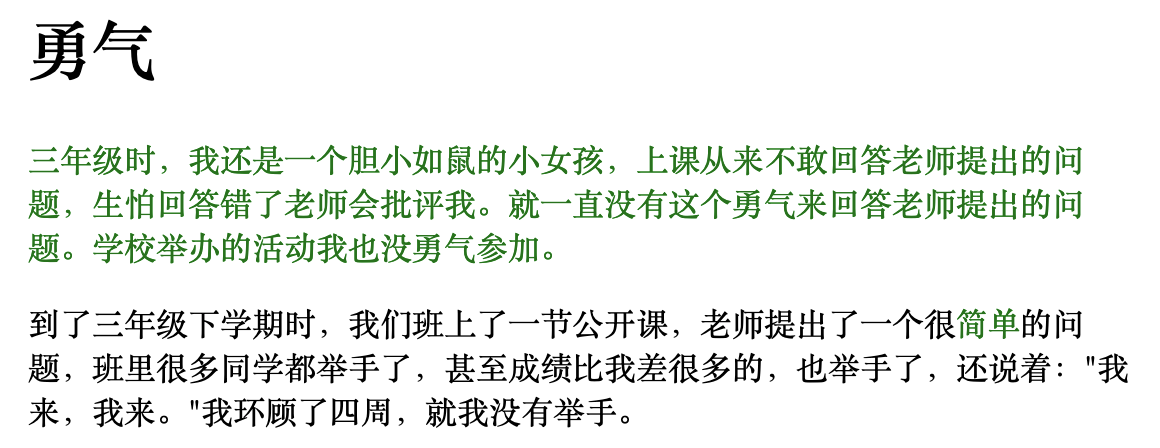 勇气
三年级时，我还是一个胆小如鼠的小女孩，上课从来不敢回答老师提出的问
题，生怕回答错了老师会批评我。就一直没有这个勇气来回答老师提出的问
题。学校举办的活动我也没勇气参加。
到了三年级下学期时，我们班上了一节公开课，老师提出了一个很简单的问
题，班里很多同学都举手了，甚至成绩比我差很多的，也举手了，还说着："我
来，我来。"我环顾了四周，就我没有举手。